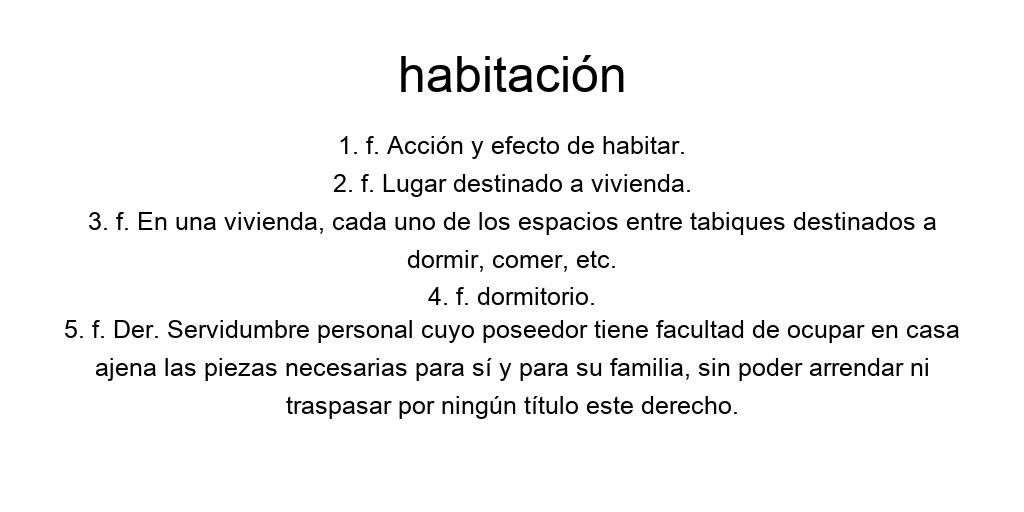 habitación
1. f. Acción y efecto de habitar.
2. f. Lugar destinado a vivienda.
3. f. En una vivienda, cada uno de los espacios entre tabiques destinados a
dormir, comer, etc.
4. f. dormitorio.
5. f. Der. Servidumbre personal cuyo poseedor tiene facultad de ocupar en casa
ajena las piezas necesarias para sí y para su familia, sin poder arrendar ni
traspasar por ningún título este derecho.